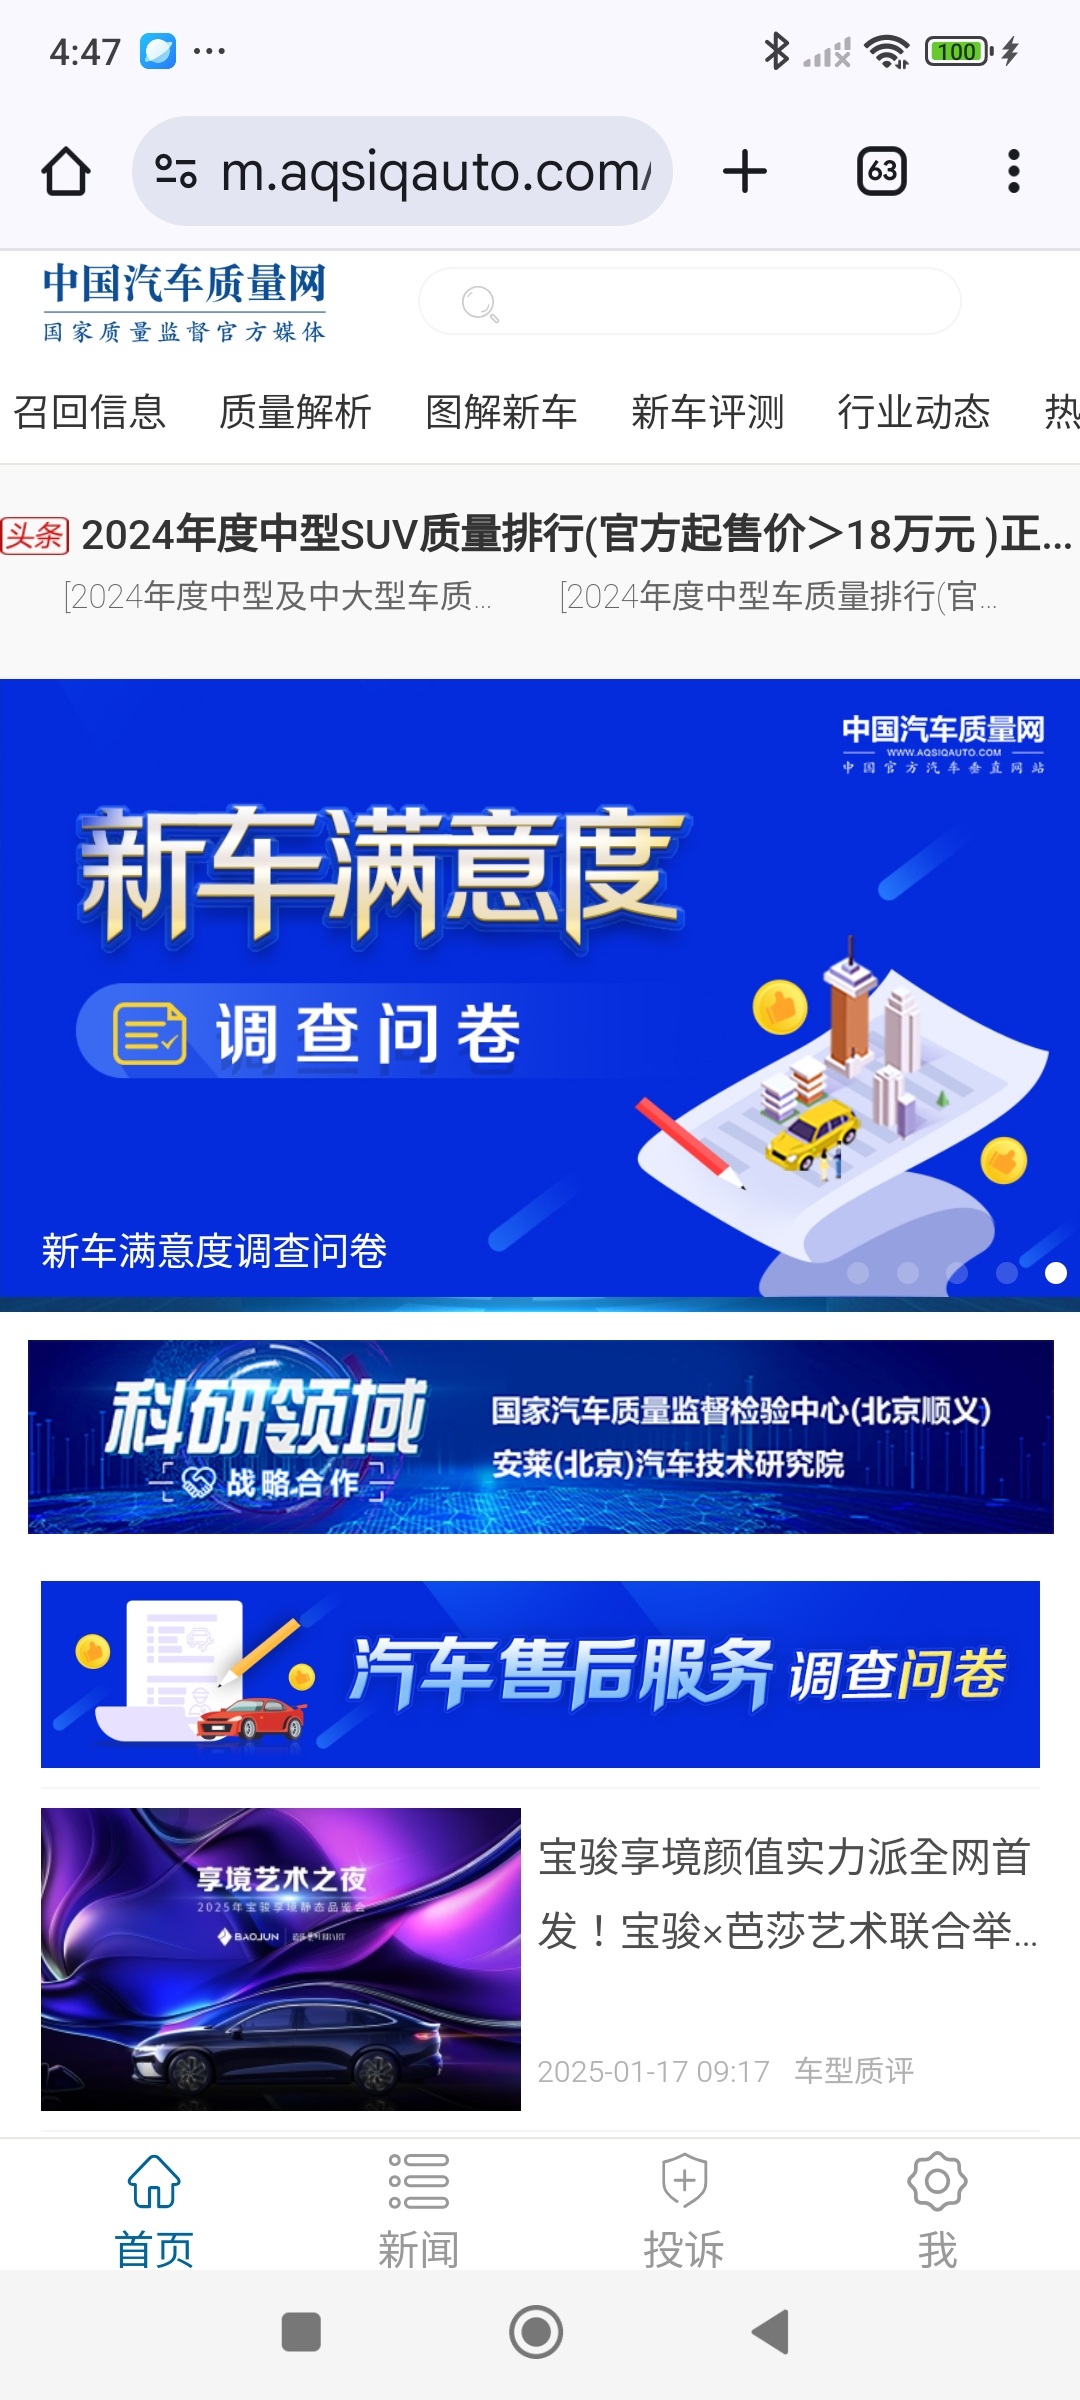 4:47
100
m.aqsiqauto.com/
63
中国汽车质量网
国家质量监督官方媒体
召回信息 质量解析 图解新车 新车评测 行业动态 热
头条 2024年度中型SUV质量排行(官方起售价＞18万元 )正...
[2024年度中型及中大型车质... [2024年度中型车质量排行(官...
中国汽车质量网
WWW.AQSIQAUTO.COM
中国官方汽车垂直网站
新车满意度
调查问卷
新车满意度调查问卷
科研领域
战略合作
国家汽车质量监督检验中心(北京顺义)
安莱(北京)汽车技术研究院
汽车售后服务 调查问卷
享境艺术之夜
2025年宝骏享境静态品鉴会
BAOJUN
宝骏享境颜值实力派全网首
发！宝骏×芭莎艺术联合举...
2025-01-17 09:17 车型质评
首页 新闻 投诉 我